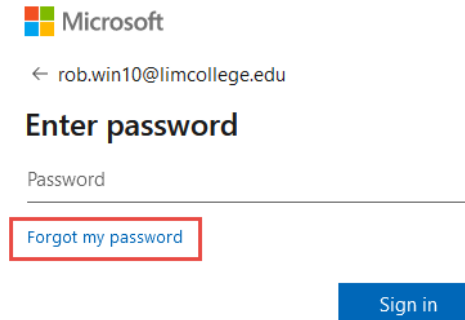 Microsoft
← rob.win10@limcollege.edu
Enter password
Password
Forgot my password
Sign in